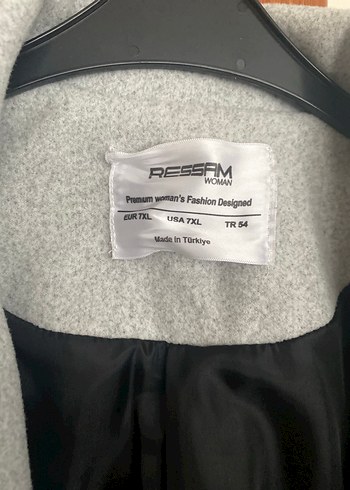 RESSAM
WOMAN
Premium woman's Fashion Designed
EUR 7XL USA 7XL TR 54
Made in Türkiye